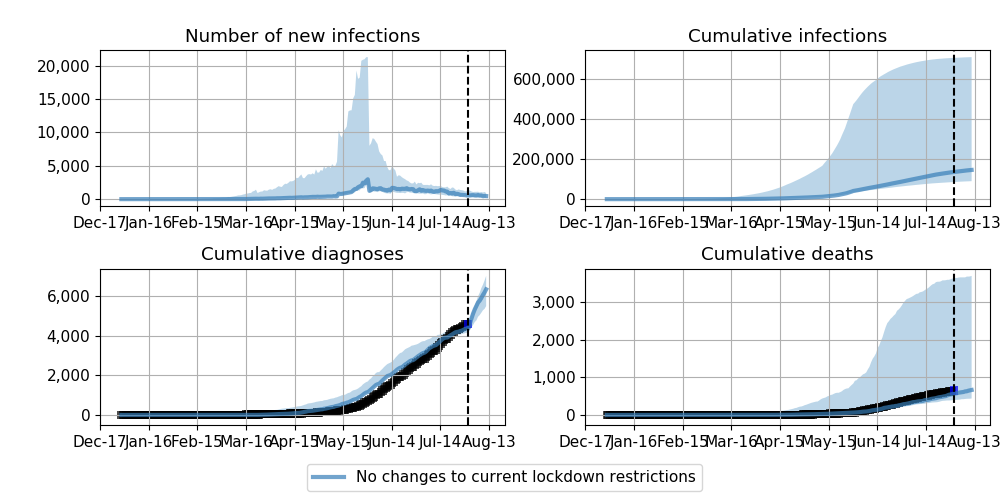 Number of new infections
20,000
15,000
10,000
5,000
0
Dec-17 Jan-16 Feb-15 Mar-16 Apr-15 May-15 Jun-14 Jul-14 Aug-13
Cumulative infections
600,000
400,000
200,000
0
Dec-17 Jan-16 Feb-15 Mar-16 Apr-15 May-15 Jun-14 Jul-14 Aug-13
Cumulative diagnoses
6,000
4,000
2,000
0
Dec-17 Jan-16 Feb-15 Mar-16 Apr-15 May-15 Jun-14 Jul-14 Aug-13
Cumulative deaths
3,000
2,000
1,000
0
Dec-17 Jan-16 Feb-15 Mar-16 Apr-15 May-15 Jun-14 Jul-14 Aug-13
No changes to current lockdown restrictions